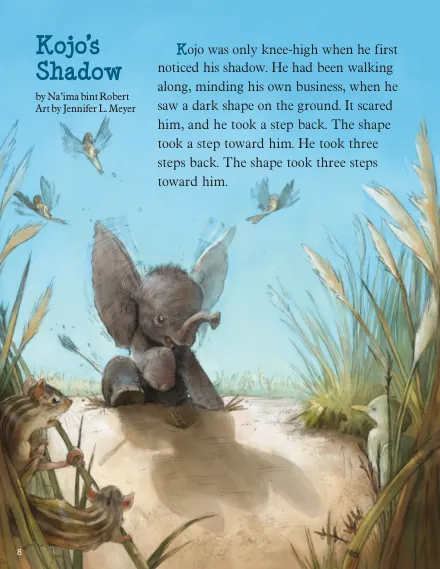 Kojo's
Shadow
by Na'ima bint Robert
Art by Jennifer L. Meyer
Kojo was only knee-high when he first
noticed his shadow. He had been walking
along, minding his own business, when he
saw a dark shape on the ground. It scared
him, and he took a step back. The shape
took a step toward him. He took three
steps back. The shape took three steps
toward him.
8